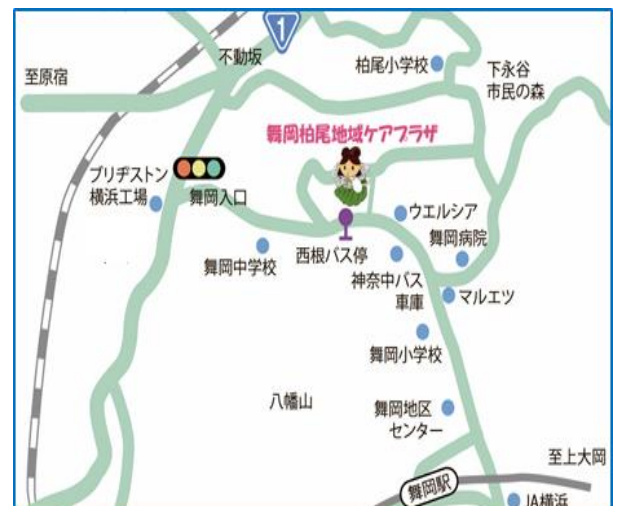 1
不動坂
至原宿
柏尾小学校
下永谷
市民の森
舞岡柏尾地域ケアプラザ
ブリヂストン
横浜工場
舞岡入口
ウエルシア
舞岡病院
西根バス停
舞岡中学校
神奈中バス
車庫
マルエツ
舞岡小学校
八幡山
舞岡地区
センター
至上大岡
舞岡駅
JA横浜